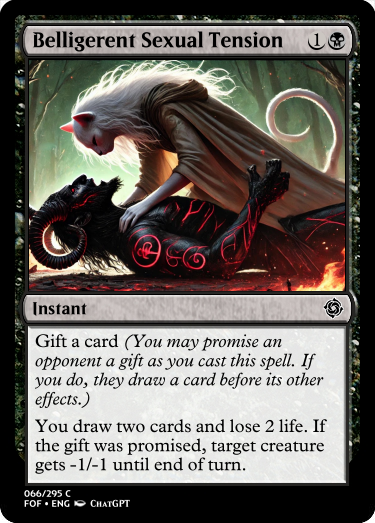 Belligerent Sexual Tension 1
Instant
Gift a card (You may promise an
opponent a gift as you cast this spell. If
you do, they draw a card before its other
effects.)
You draw two cards and lose 2 life. If
the gift was promised, target creature
gets -1/-1 until end of turn.
066/295 C
FOF • ENG ChatGPT